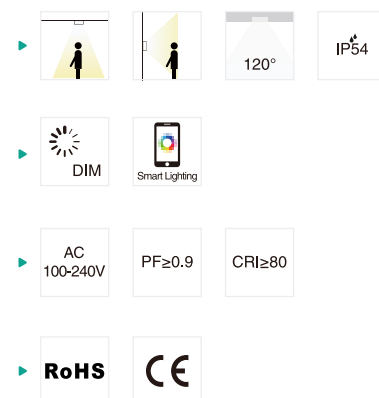 120°
IP54
DIM
Smart Lighting
AC
100-240V
PF≥0.9
CRI≥80
RoHS
CE